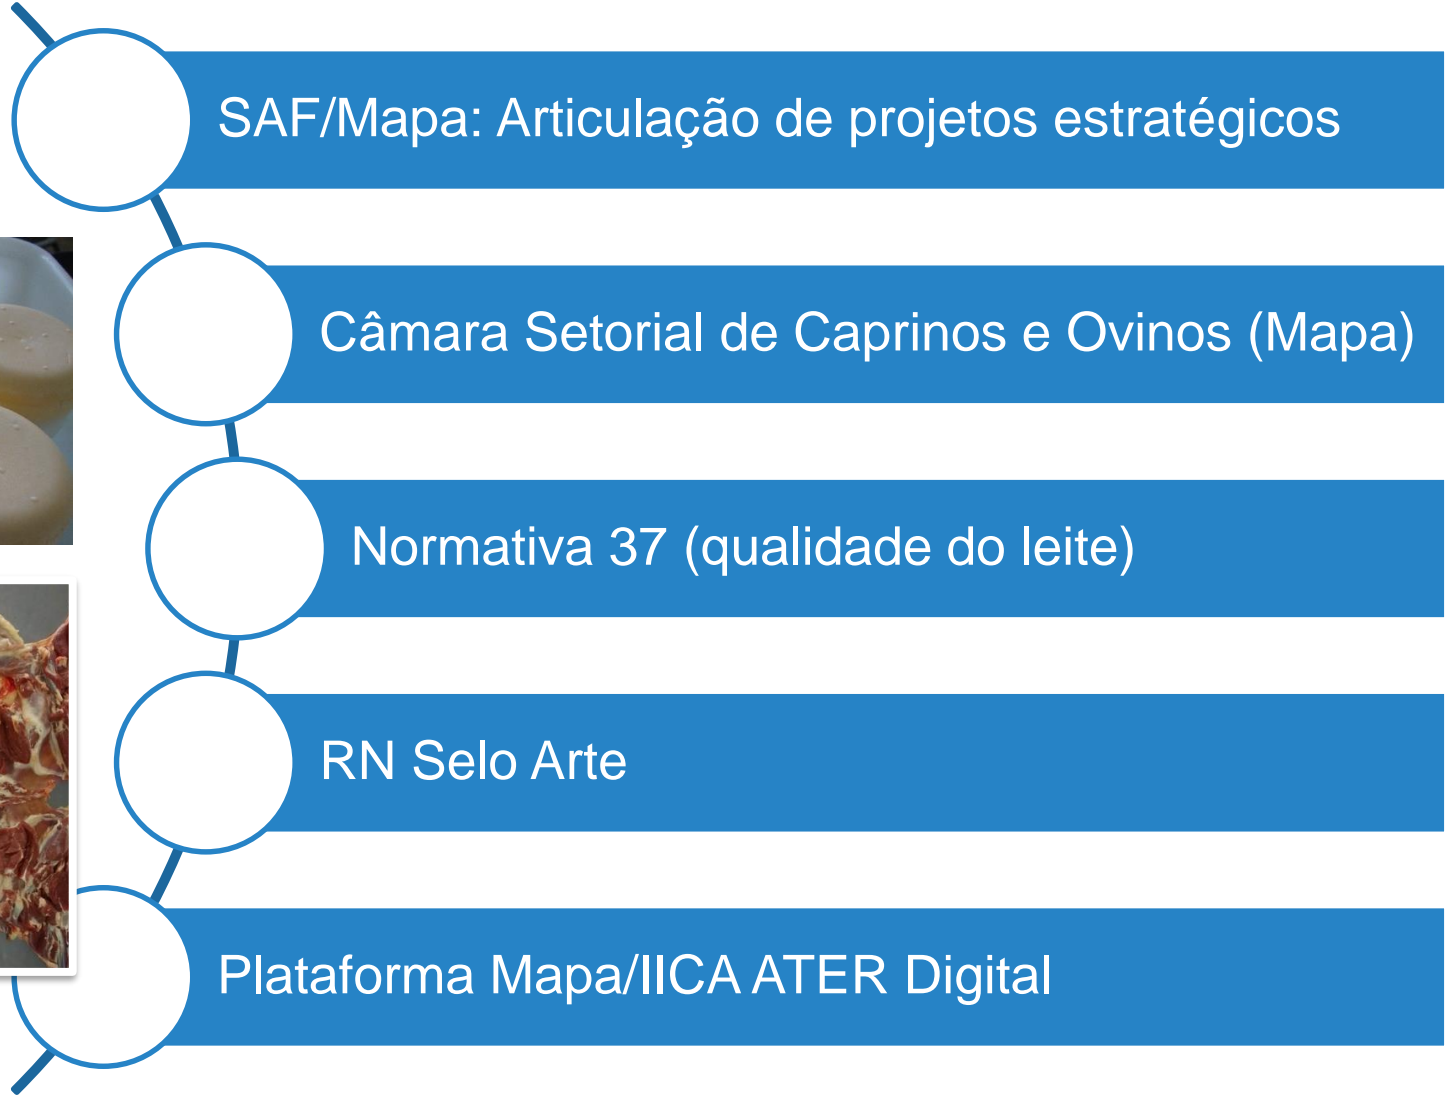 SAF/Mapa: Articulação de projetos estratégicos
Câmara Setorial de Caprinos e Ovinos (Mapa)
Normativa 37 (qualidade do leite)
RN Selo Arte
Plataforma Mapa/IICA ATER Digital